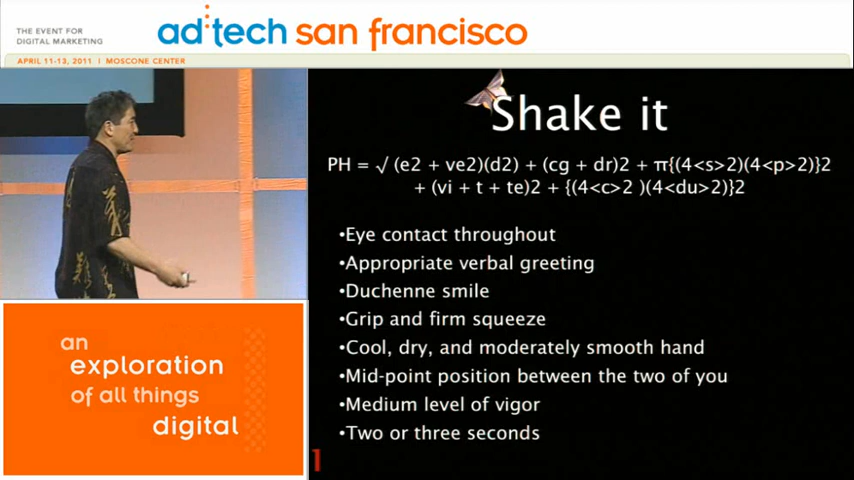 THE EVENT FOR
DIGITAL MARKETING
ad:tech san francisco
APRIL 11-13, 2011 | MOSCONE CENTER
Shake it
PH = √ (e2 + ve2)(d2) + (cg + dr)2 + π{(4<s>2)(4<p>2)}2
+ (vi + t + te)2 + {(4<c>2 )(4<du>2)}2
•Eye contact throughout
•Appropriate verbal greeting
•Duchenne smile
•Grip and firm squeeze
•Cool, dry, and moderately smooth hand
•Mid-point position between the two of you
•Medium level of vigor
•Two or three seconds
an
exploration
of all things
digital
1